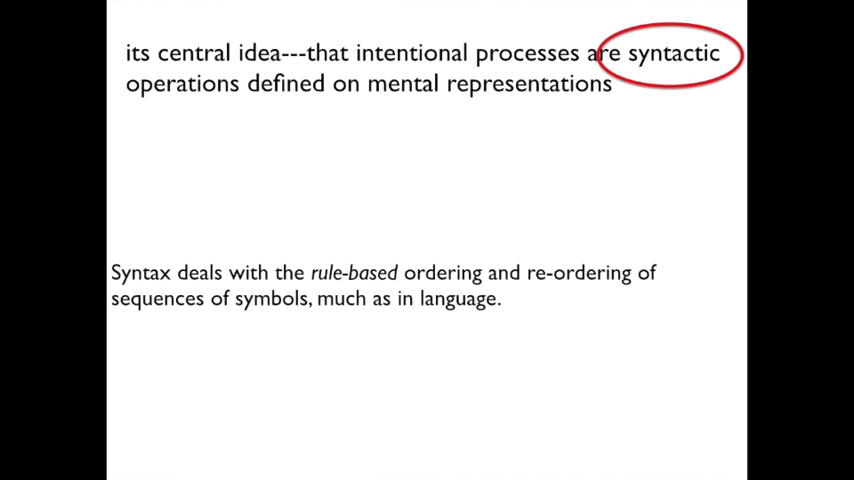 its central idea---that intentional processes are syntactic
operations defined on mental representations
Syntax deals with the rule-based ordering and re-ordering of
sequences of symbols, much as in language.